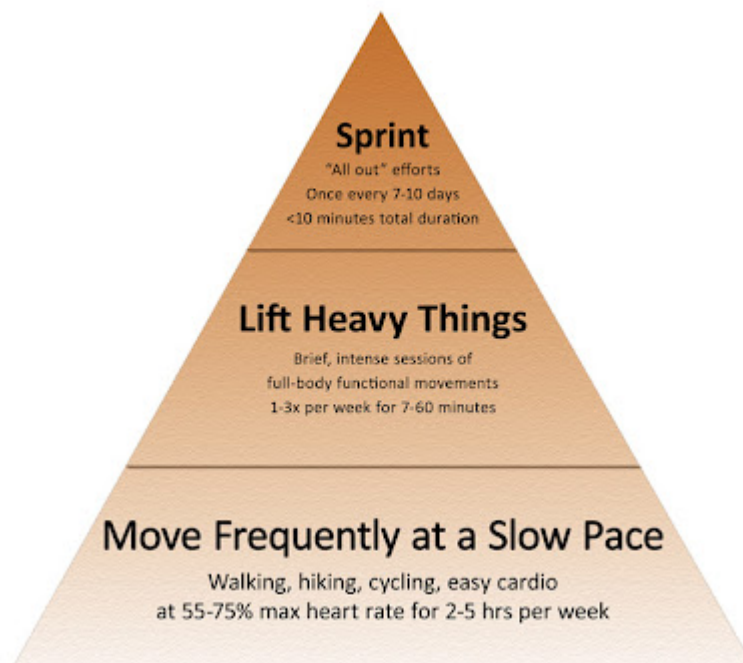 Sprint
“All out” efforts
Once every 7-10 days
<10 minutes total duration
Lift Heavy Things
Brief, intense sessions of
full-body functional movements
1-3x per week for 7-60 minutes
Move Frequently at a Slow Pace
Walking, hiking, cycling, easy cardio
at 55-75% max heart rate for 2-5 hrs per week